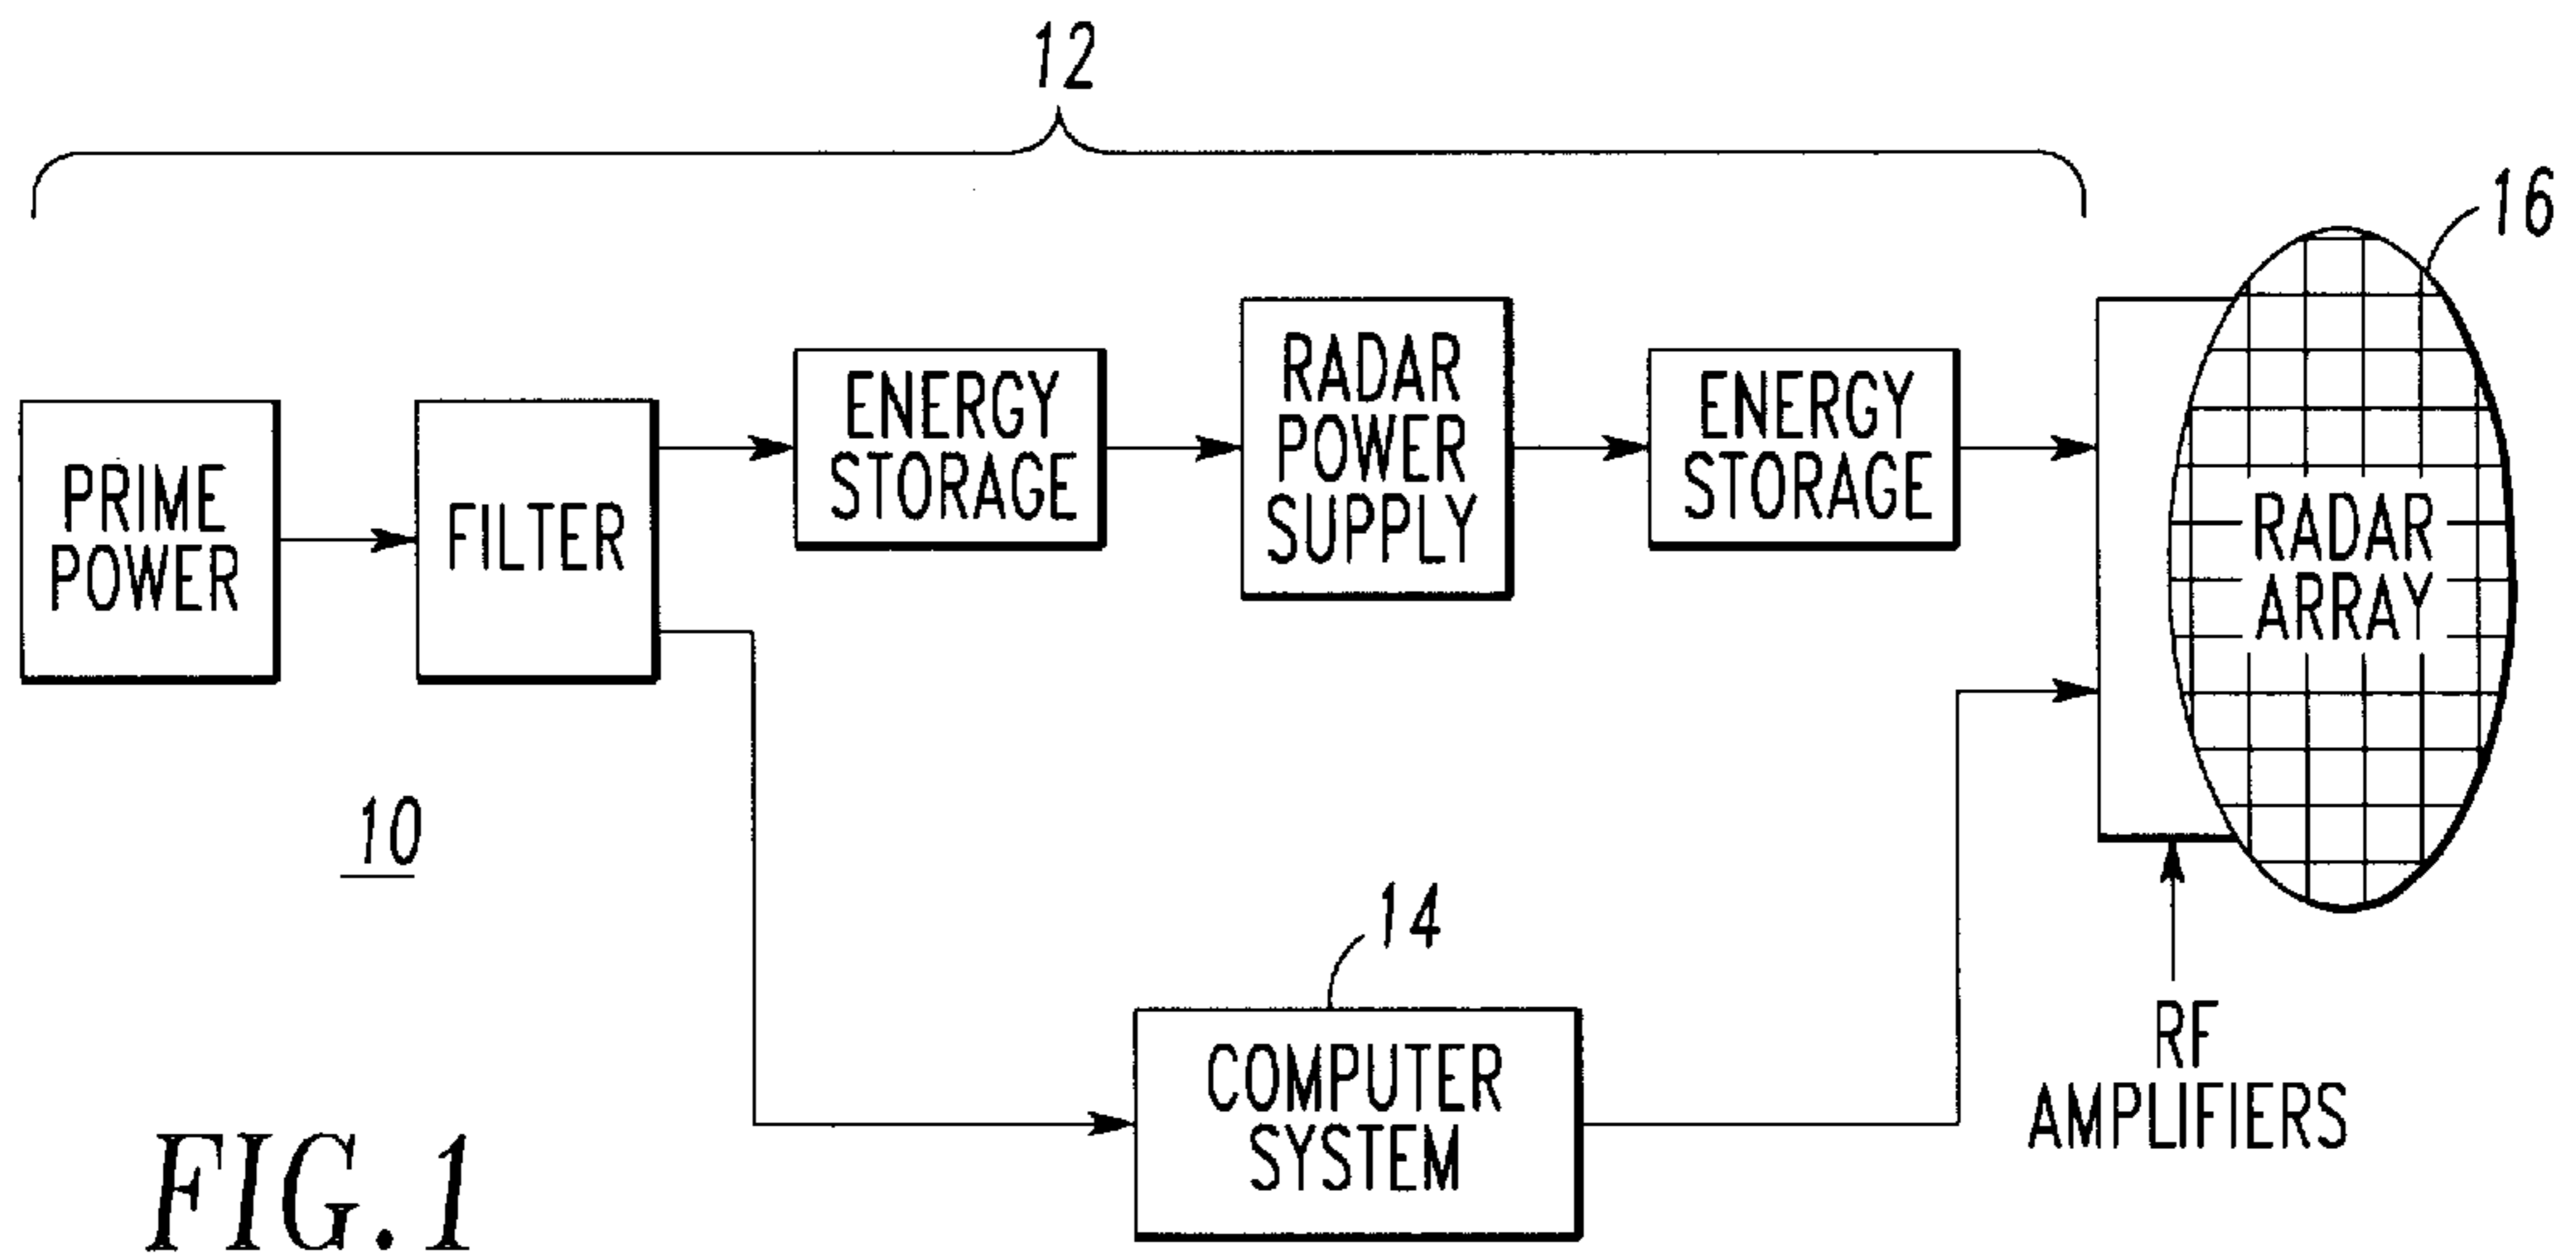 12
16
PRIME
POWER
FILTER
ENERGY
STORAGE
RADAR
POWER
SUPPLY
ENERGY
STORAGE
RADAR
ARRAY
10
14
COMPUTER
SYSTEM
RF
AMPLIFIERS
FIG. 1